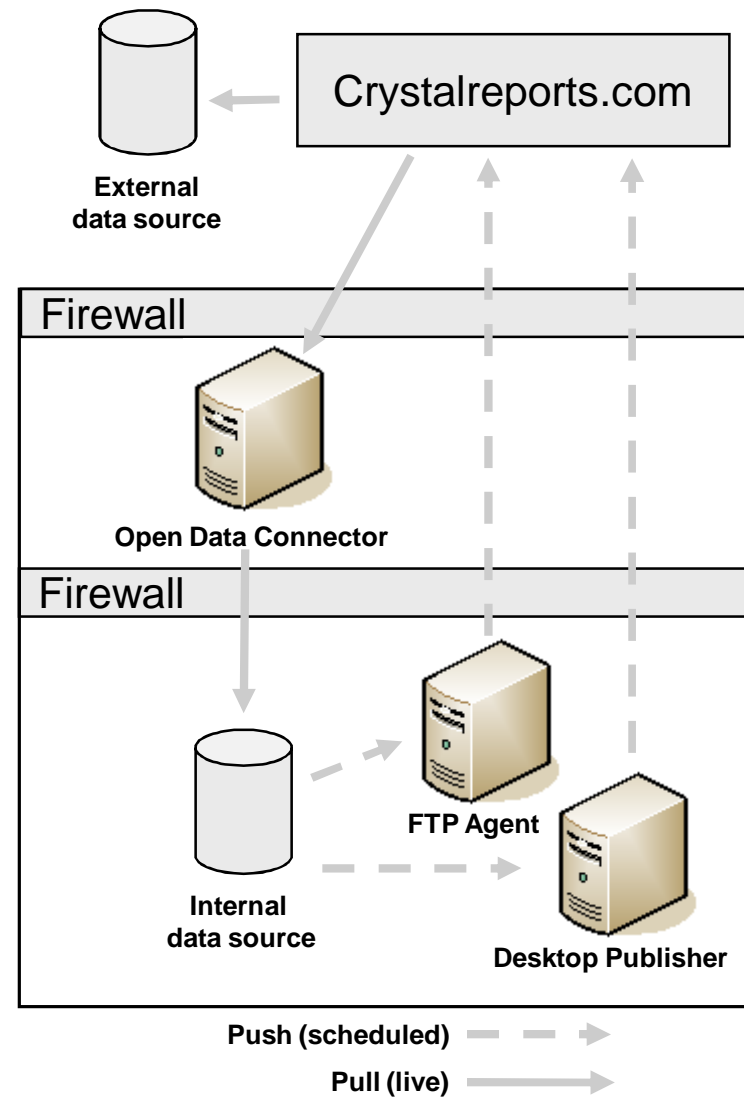 Crystalreports.com
External
data source
Firewall
Open Data Connector
Firewall
FTP Agent
Internal
data source
Desktop Publisher
Push (scheduled)
Pull (live)